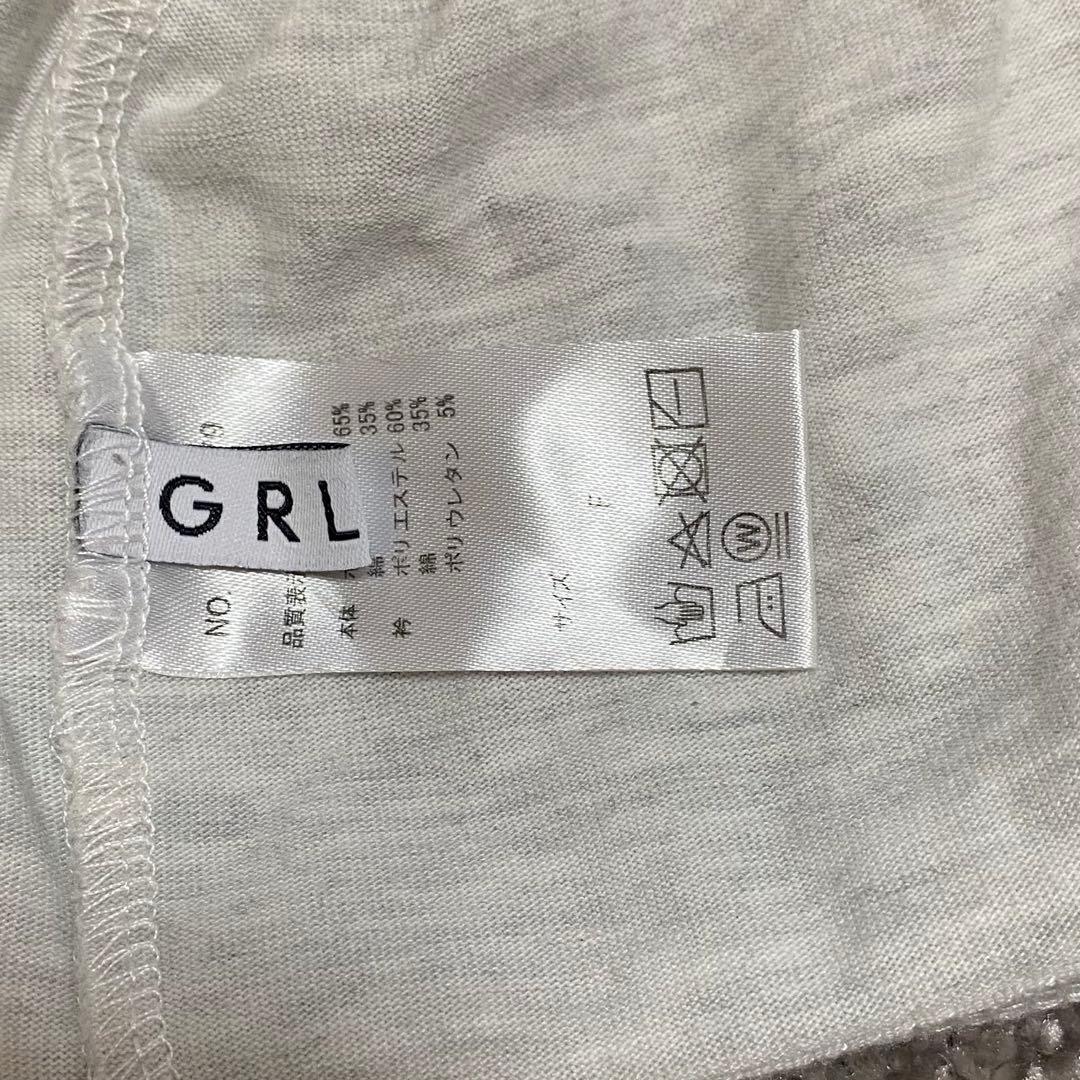 GRL
NO.
品質表
本体 65%
綿 35%
衿 ポリエステル 60%
綿 35%
ポリウレタン 5%
サイズ F
W